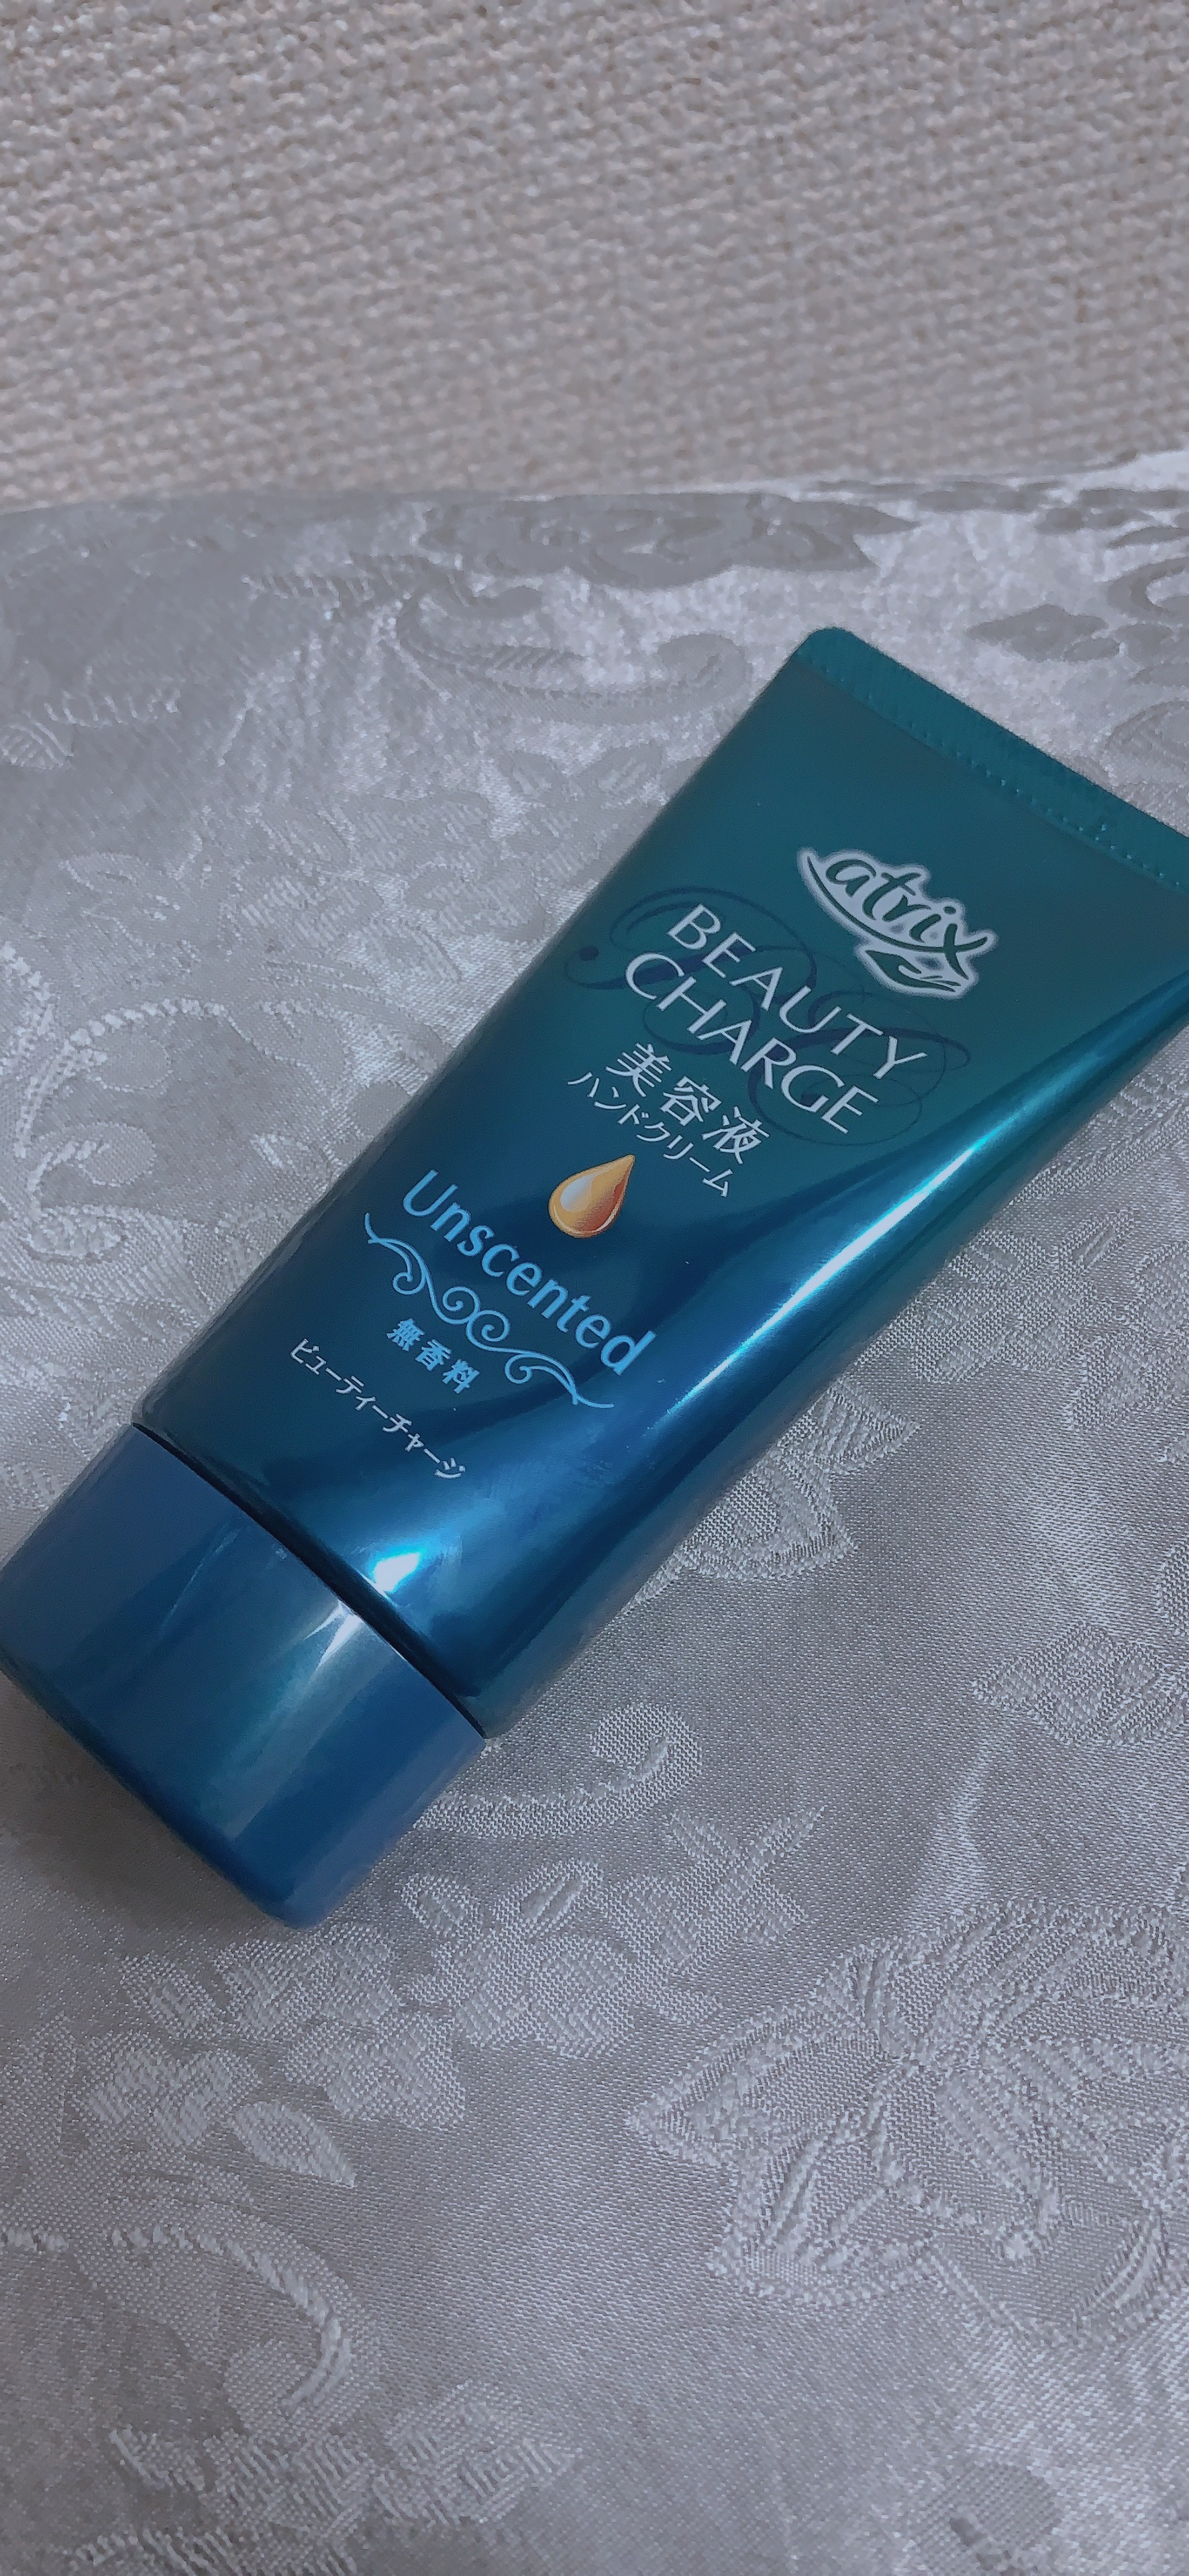 atrix
BEAUTY
CHARGE
美容液
ハンドクリーム
Unscented
無香料
ビューティーチャージ